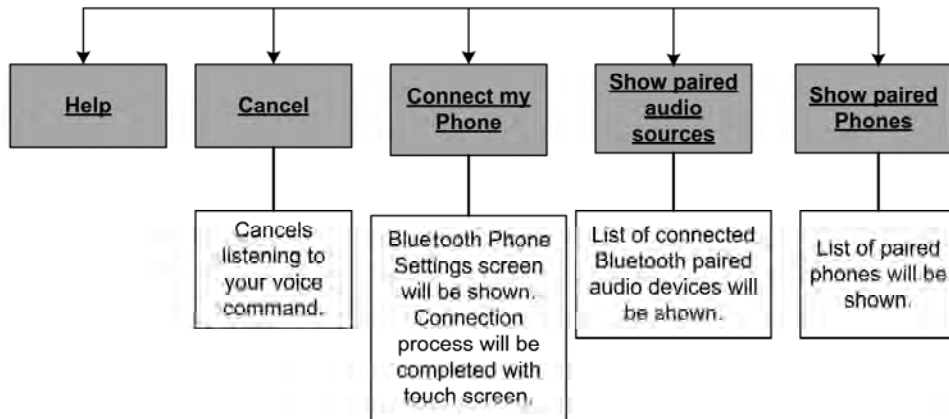 Help
Cancel
Connect my
Phone
Show paired
audio
sources
Show paired
Phones
Cancels
listening to
your voice
command.
Bluetooth Phone
Settings screen
will be shown.
Connection
process will be
completed with
touch screen.
List of connected
Bluetooth paired
audio devices will
be shown.
List of paired
phones will be
shown.